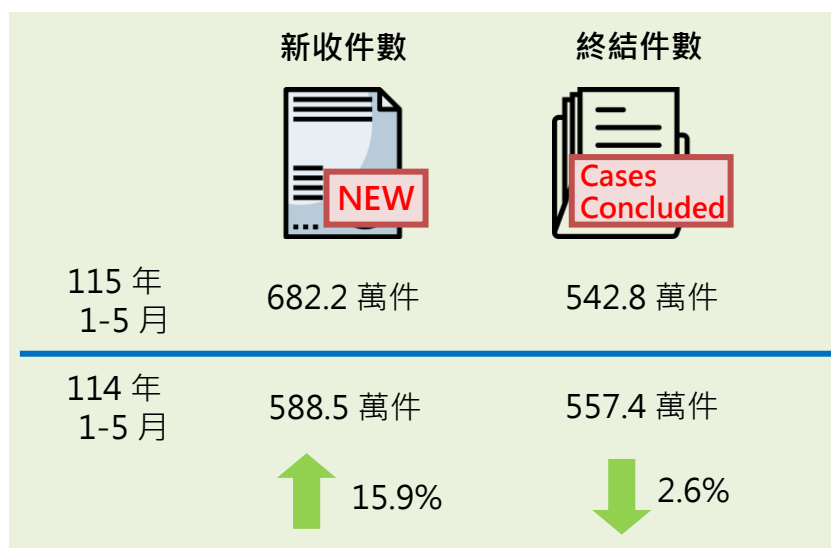 新收件數 終結件數
NEW
Cases
Concluded
115 年
1-5 月
682.2 萬件 542.8 萬件
114 年
1-5 月
588.5 萬件 557.4 萬件
15.9% 2.6%